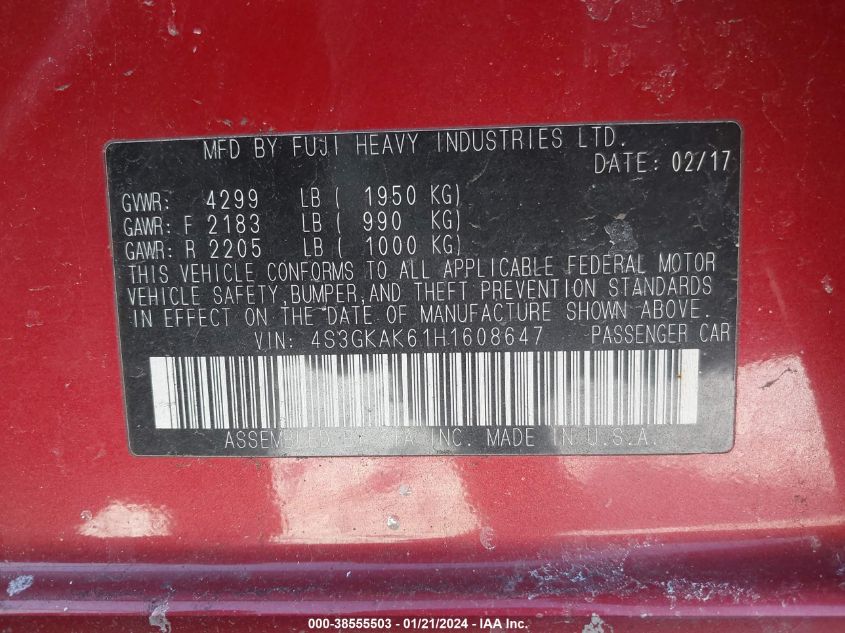 MFD BY FUJI HEAVY INDUSTRIES LTD.
DATE: 02/17
GVWR: 4299 LB ( 1950 KG)
GAWR: F 2183 LB ( 990 KG)
GAWR: R 2205 LB ( 1000 KG)
THIS VEHICLE CONFORMS TO ALL APPLICABLE FEDERAL MOTOR
VEHICLE SAFETY,BUMPER,AND THEFT PREVENTION STANDARDS
IN EFFECT ON THE DATE OF MANUFACTURE SHOWN ABOVE.
VIN: 4S3GKAK61H1608647 PASSENGER CAR
ASSEMBLED INC. MADE IN U.S.A.
000-38555503 - 01/21/2024 - IAA Inc.